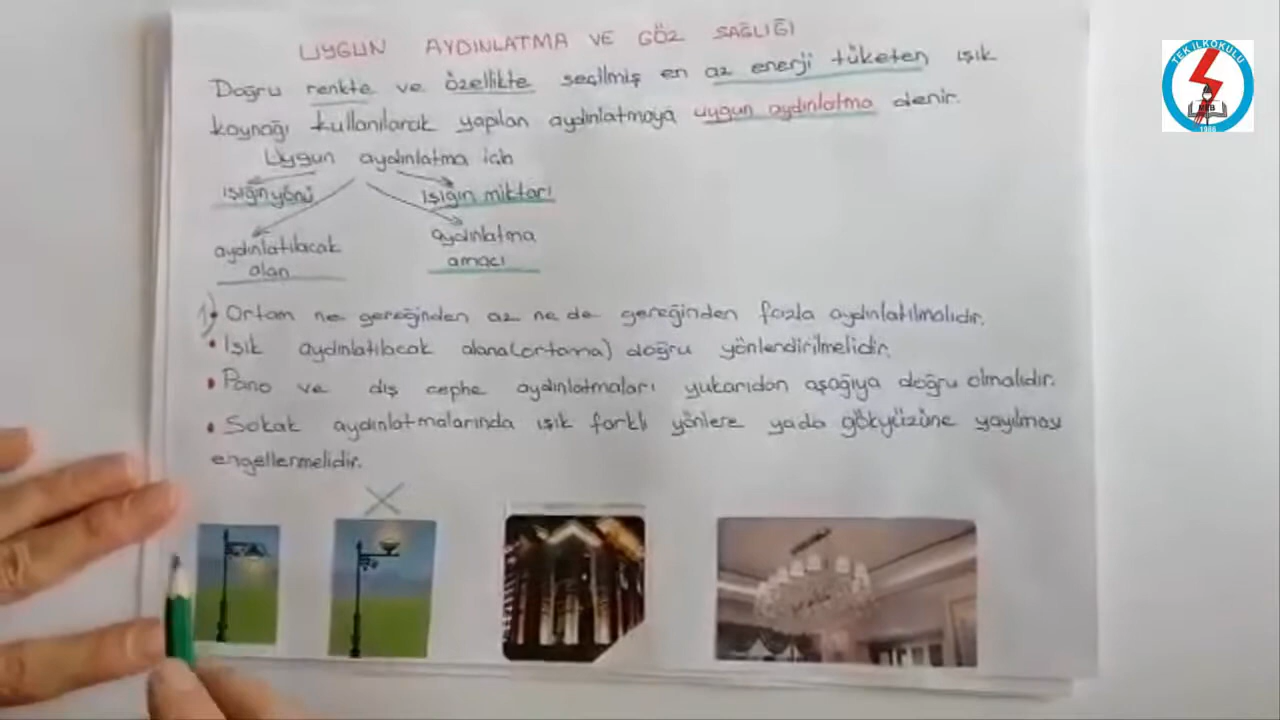 UYGUN AYDINLATMA VE GÖZ SAĞLIĞI
Doğru renkte ve özellikte seçilmiş en az enerji tüketen ışık
kaynağı kullanılarak yapılan aydınlatmaya uygun aydınlatma denir.
Uygun aydınlatma için
ışığın yönü
ışığın miktarı
aydınlatılacak
alan
aydınlatma
amacı
1) Ortam ne gereğinden az ne de gereğinden fazla aydınlatılmalıdır.
• Işık aydınlatılacak alana(ortama) doğru yönlendirilmelidir.
• Pano ve dış cephe aydınlatmaları yukarıdan aşağıya doğru olmalıdır.
• Sokak aydınlatmalarında ışık farklı yönlere yada gökyüzüne yayılmay
engellenmelidir.
TEK İLKOKULU
1986